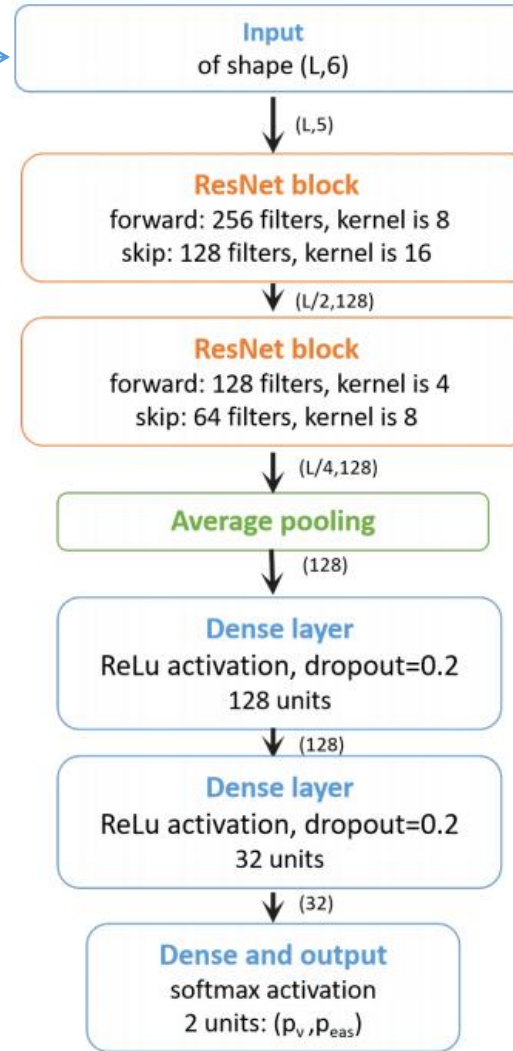 Input
of shape (L,6)
(L,5)
ResNet block
forward: 256 filters, kernel is 8
skip: 128 filters, kernel is 16
(L/2,128)
ResNet block
forward: 128 filters, kernel is 4
skip: 64 filters, kernel is 8
(L/4,128)
Average pooling
(128)
Dense layer
ReLu activation, dropout=0.2
128 units
(128)
Dense layer
ReLu activation, dropout=0.2
32 units
(32)
Dense and output
softmax activation
2 units: (pᵥ,pₑₐₛ)